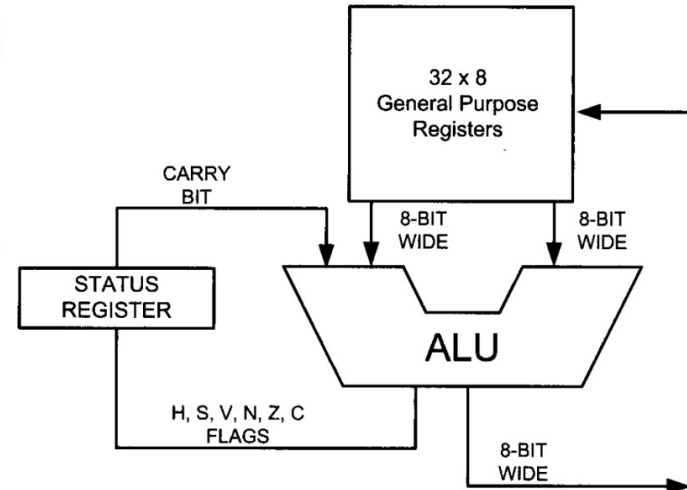 32 x 8
General Purpose
Registers
CARRY
BIT
8-BIT
WIDE
8-BIT
WIDE
STATUS
REGISTER
ALU
H, S, V, N, Z, C
FLAGS
8-BIT
WIDE